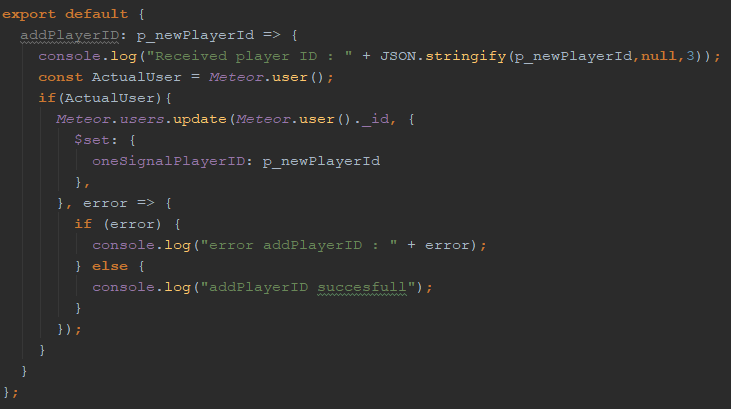 export default {
  addPlayerID: p_newPlayerId => {
    console.log("Received player ID : " + JSON.stringify(p_newPlayerId,null,3));
    const ActualUser = Meteor.user();
    if(ActualUser){
      Meteor.users.update(Meteor.user()._id, {
        $set: {
          oneSignalPlayerID: p_newPlayerId
        },
      }, error => {
        if (error) {
          console.log("error addPlayerID : " + error);
        } else {
          console.log("addPlayerID succesfull");
        }
      });
    }
  }
};